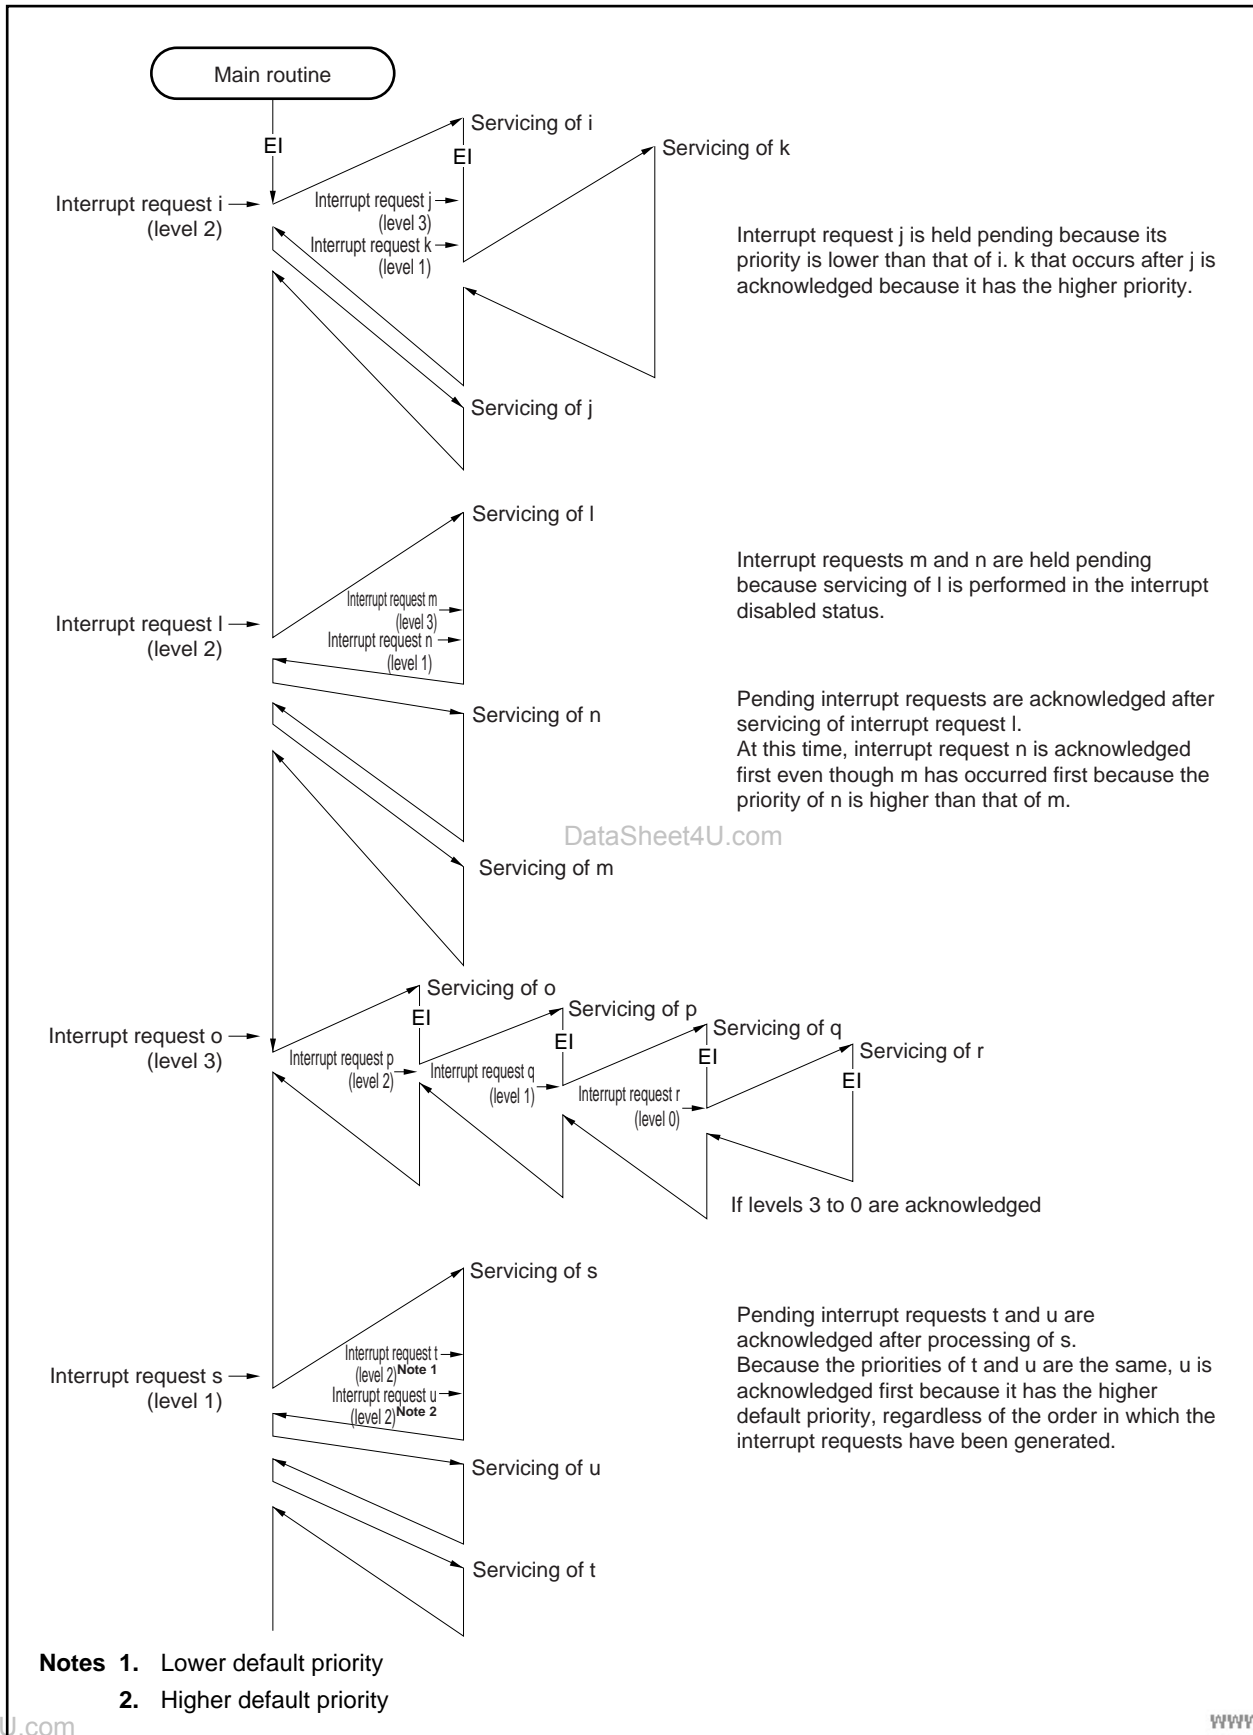 Main routine
EI
Servicing of i
EI
Servicing of k
Interrupt request i
(level 2)
Interrupt request j
(level 3)
Interrupt request k
(level 1)
Interrupt request j is held pending because its
priority is lower than that of i. k that occurs after j is
acknowledged because it has the higher priority.
Servicing of j
Servicing of l
Interrupt request l
(level 2)
Interrupt request m
(level 3)
Interrupt request n
(level 1)
Interrupt requests m and n are held pending
because servicing of l is performed in the interrupt
disabled status.
Servicing of n
Pending interrupt requests are acknowledged after
servicing of interrupt request l.
At this time, interrupt request n is acknowledged
first even though m has occurred first because the
priority of n is higher than that of m.
DataSheet4U.com
Servicing of m
Servicing of o
EI
Servicing of p
EI
Servicing of q
EI
Servicing of r
EI
Interrupt request o
(level 3)
Interrupt request p
(level 2)
Interrupt request q
(level 1)
Interrupt request r
(level 0)
If levels 3 to 0 are acknowledged
Servicing of s
Interrupt request s
(level 1)
Interrupt request t
(level 2)Note 1
Interrupt request u
(level 2)Note 2
Pending interrupt requests t and u are
acknowledged after processing of s.
Because the priorities of t and u are the same, u is
acknowledged first because it has the higher
default priority, regardless of the order in which the
interrupt requests have been generated.
Servicing of u
Servicing of t
Notes 1. Lower default priority
2. Higher default priority
U.com